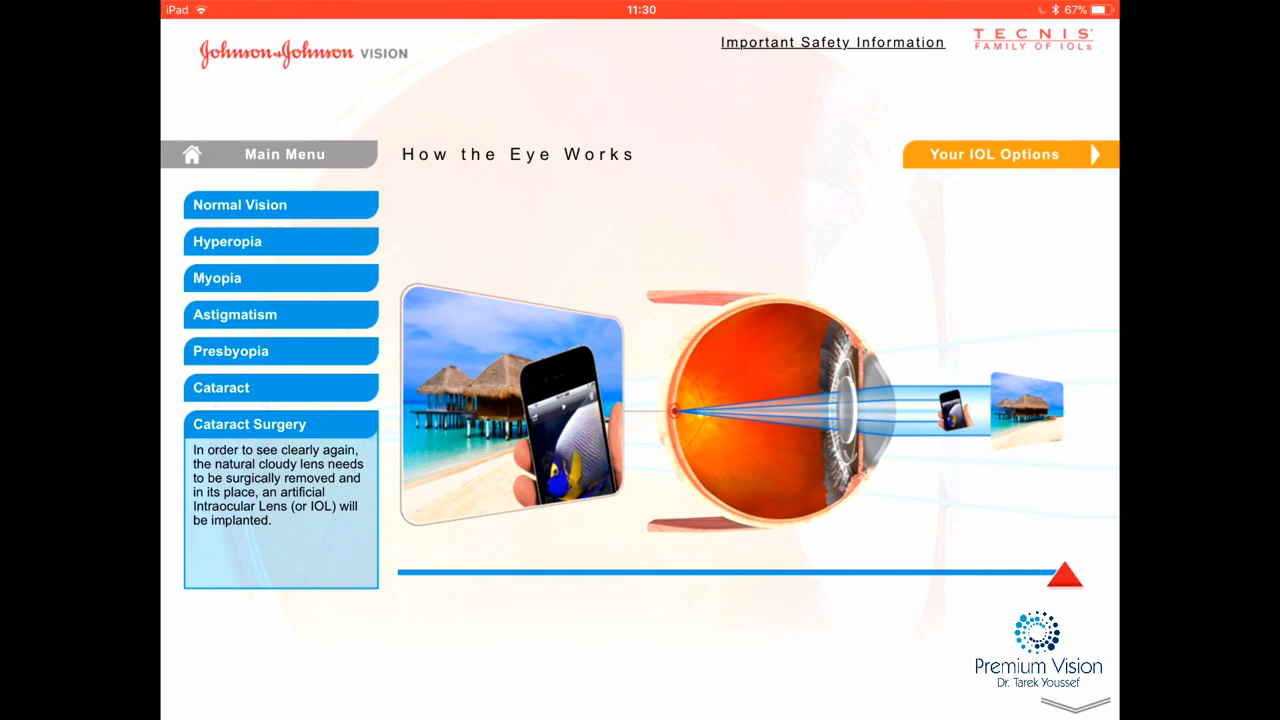 iPad
11:30
67%
Johnson&Johnson VISION
Important Safety Information
TECNIS
FAMILY OF IOLs
Main Menu
How the Eye Works
Your IOL Options
Normal Vision
Hyperopia
Myopia
Astigmatism
Presbyopia
Cataract
Cataract Surgery
In order to see clearly again,
the natural cloudy lens needs
to be surgically removed and
in its place, an artificial
Intraocular Lens (or IOL) will
be implanted.
Premium Vision
Dr. Tarek Youssef